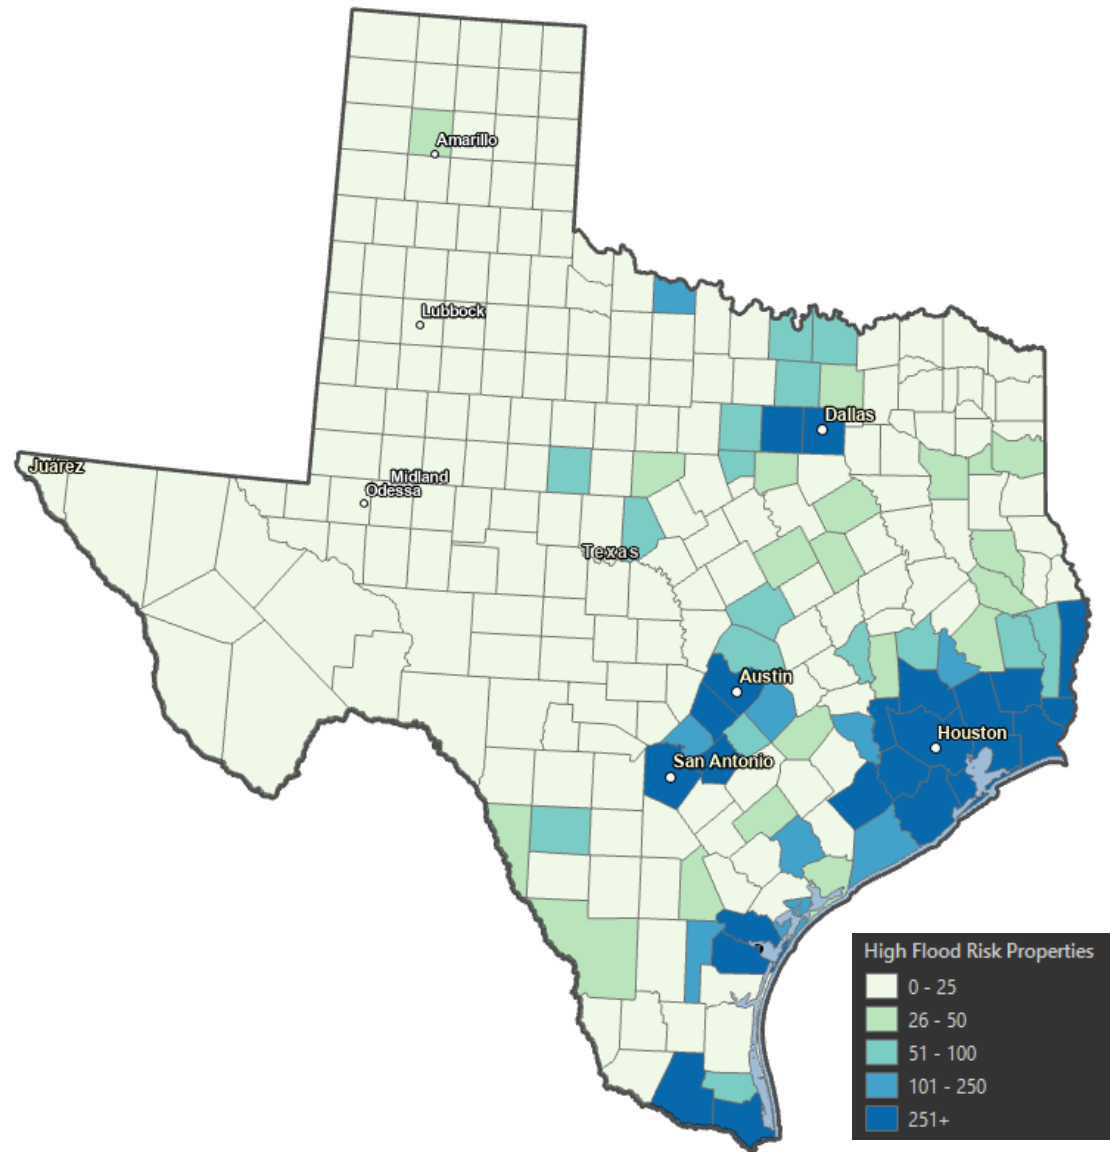 Amarillo
Lubbock
Dallas
Juárez
Midland
Odessa
Texas
Austin
Houston
San Antonio
High Flood Risk Properties
0 - 25
26 - 50
51 - 100
101 - 250
251+